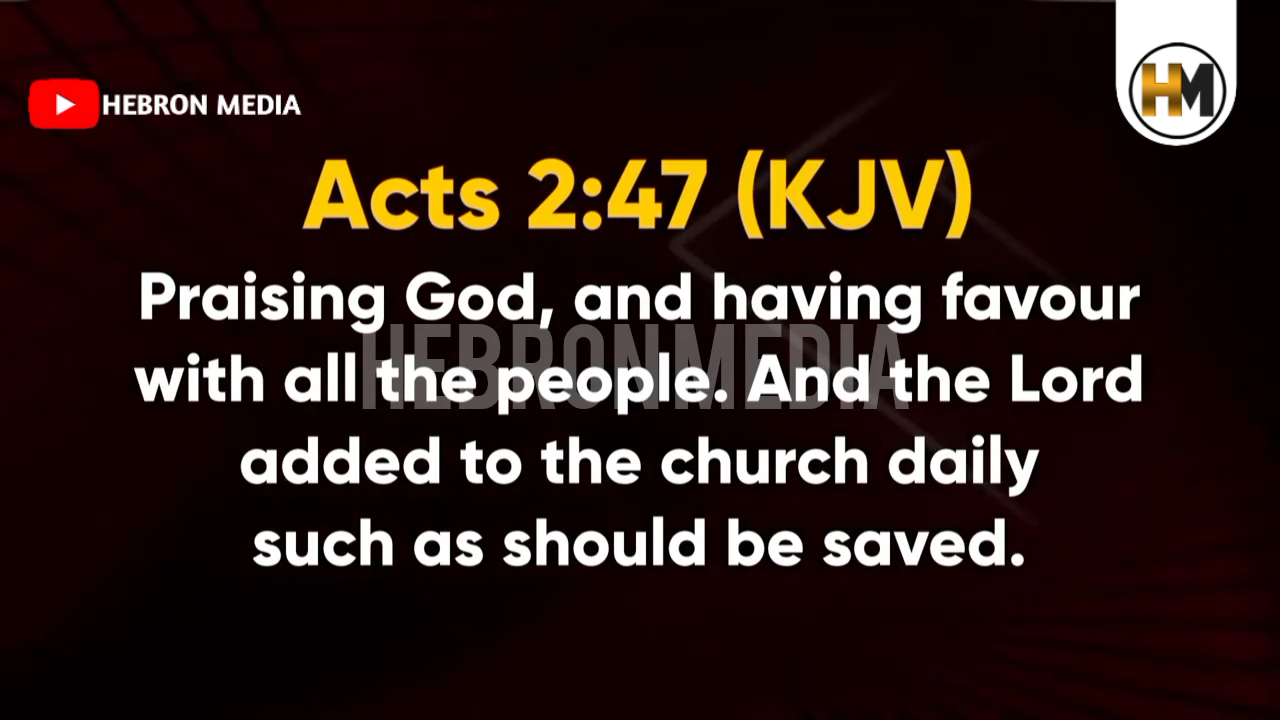 HEBRON MEDIA
HM
Acts 2:47 (KJV)
Praising God, and having favour
with all the people. And the Lord
added to the church daily
such as should be saved.
HEBRONMEDIA